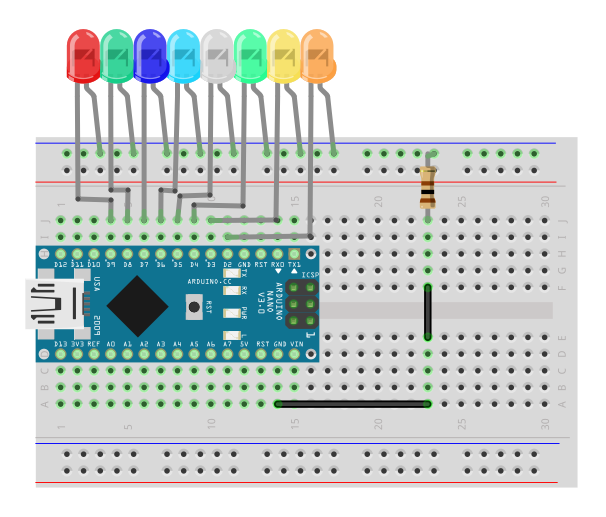 1 5 10 15 20 25 30
J J
I I
H
G
F
D12 D11 D10 D9 D8 D7 D6 D5 D4 D3 D2 GND RST RX0 TX1
TX
RX
PWR
L
USA
2009
ARDUINO.CC
RST
ARDUINO
NANO
V3.0
ICSP
1
D13 3V3 REF A0 A1 A2 A3 A4 A5 A6 A7 5V RST GND VIN
E
D
C C
B B
A A
1 5 10 15 20 25 30